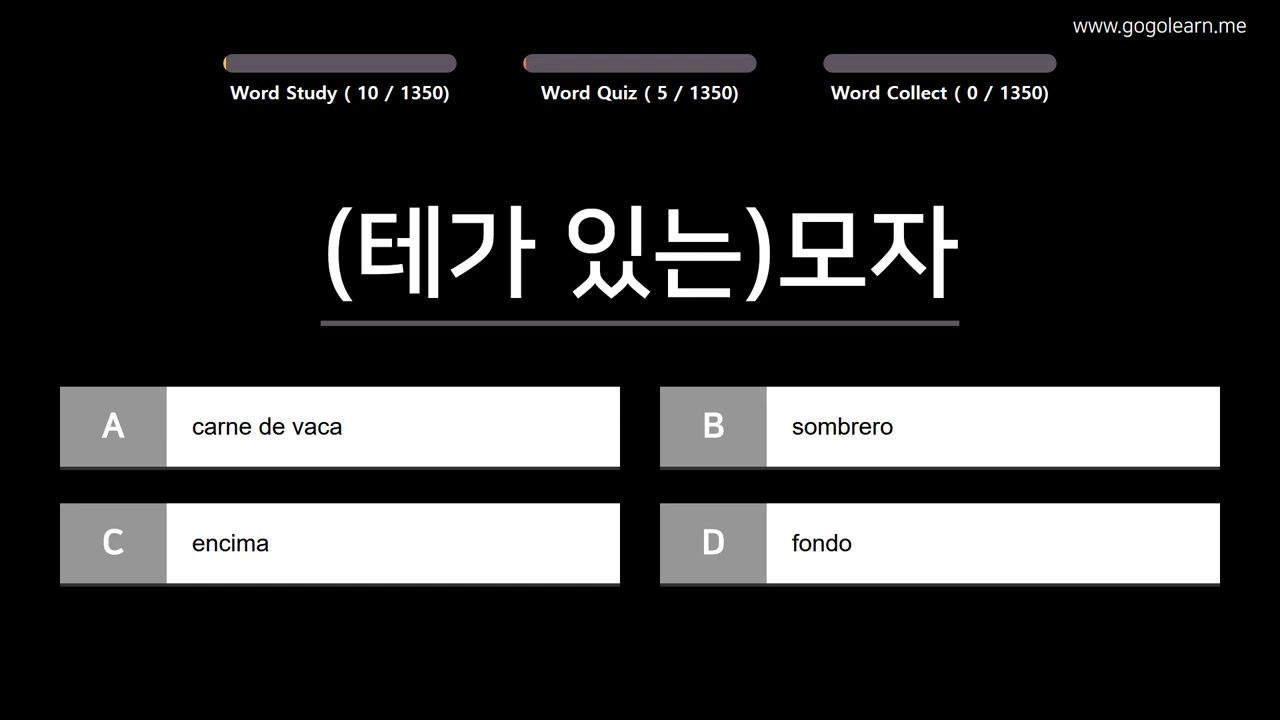 www.gogolearn.me
Word Study ( 10 / 1350)
Word Quiz ( 5 / 1350)
Word Collect ( 0 / 1350)
(테가 있는)모자
A carne de vaca
B sombrero
C encima
D fondo